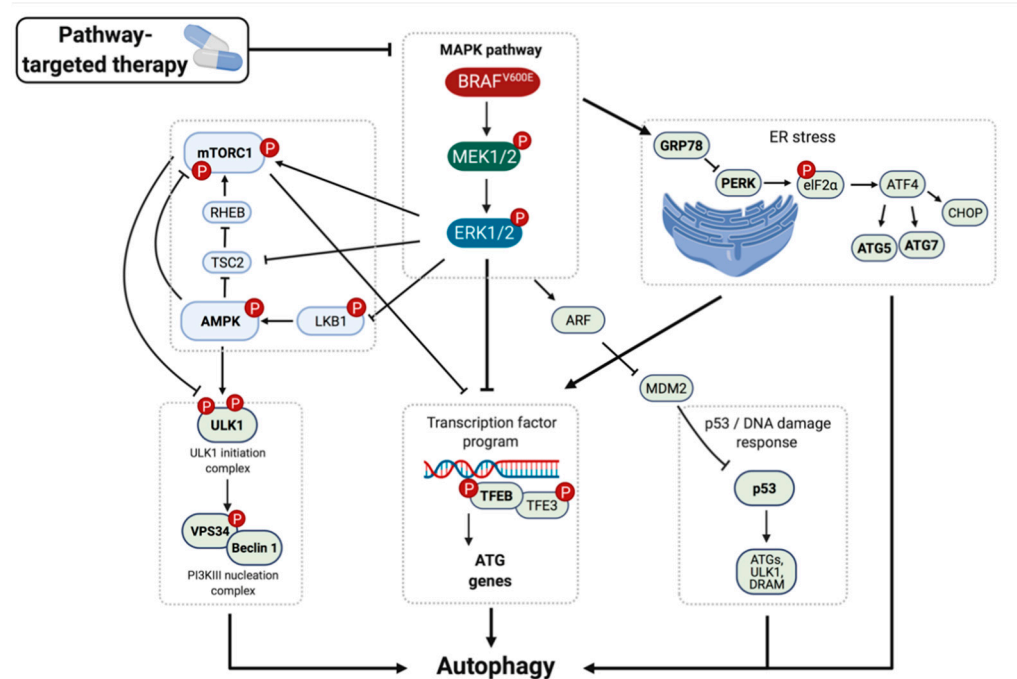 Pathway-
targeted therapy
MAPK pathway
BRAFV600E
P
MEK1/2
P
ERK1/2
ER stress
GRP78
PERK
P
eIF2α
ATF4
CHOP
ATG5
ATG7
mTORC1
P
P
RHEB
TSC2
AMPK
P
LKB1
P
ARF
MDM2
P
P
ULK1
ULK1 initiation
complex
VPS34
P
Beclin 1
PI3KIII nucleation
complex
Transcription factor
program
P
TFEB
TFE3
P
ATG
genes
p53 / DNA damage
response
p53
ATGs,
ULK1,
DRAM
Autophagy